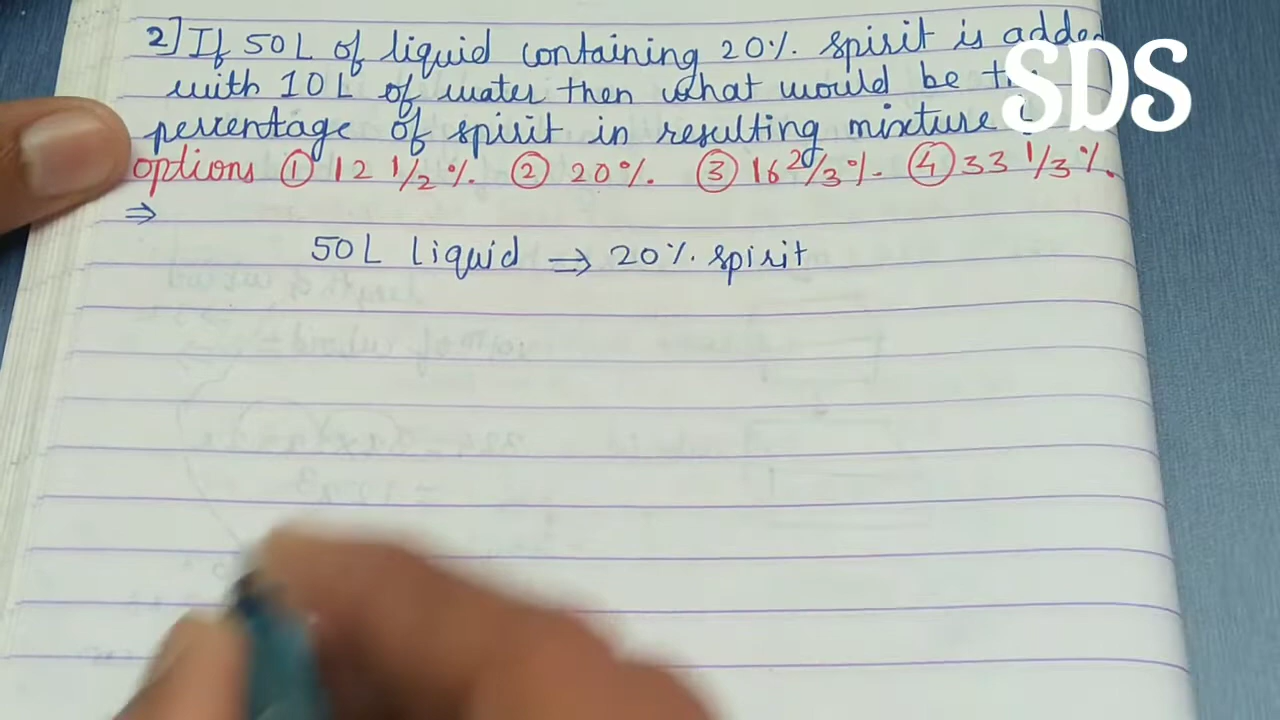 2] If 50L of liquid containing 20%. spirit is added
with 10L of water then what would be
percentage of spirit in resulting mixture
options ① 12 1/2 %. ② 20%. ③ 16 2/3 %. ④ 33 1/3 %.
⇒
50L liquid ⇒ 20%. spirit
SDS